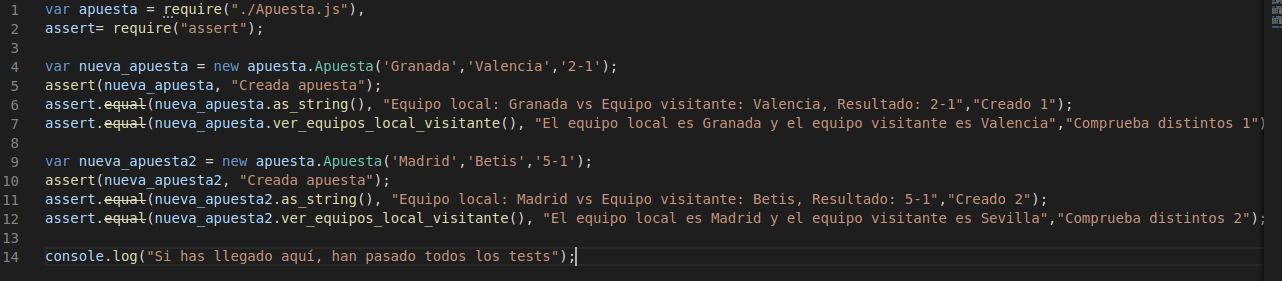 1 var apuesta = require("./Apuesta.js"),
2 assert= require("assert");
3
4 var nueva_apuesta = new apuesta.Apuesta('Granada','Valencia','2-1');
5 assert(nueva_apuesta, "Creada apuesta");
6 assert.equal(nueva_apuesta.as_string(), "Equipo local: Granada vs Equipo visitante: Valencia, Resultado: 2-1","Creado 1");
7 assert.equal(nueva_apuesta.ver_equipos_local_visitante(), "El equipo local es Granada y el equipo visitante es Valencia","Comprueba distintos 1")
8
9 var nueva_apuesta2 = new apuesta.Apuesta('Madrid','Betis','5-1');
10 assert(nueva_apuesta2, "Creada apuesta");
11 assert.equal(nueva_apuesta2.as_string(), "Equipo local: Madrid vs Equipo visitante: Betis, Resultado: 5-1","Creado 2");
12 assert.equal(nueva_apuesta2.ver_equipos_local_visitante(), "El equipo local es Madrid y el equipo visitante es Sevilla","Comprueba distintos 2");
13
14 console.log("Si has llegado aquí, han pasado todos los tests");